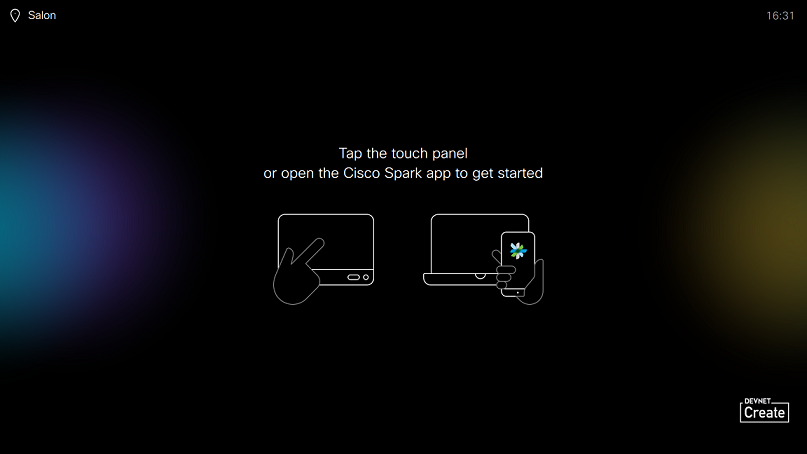 Salon
16:31
Tap the touch panel
or open the Cisco Spark app to get started
DEVNET
Create